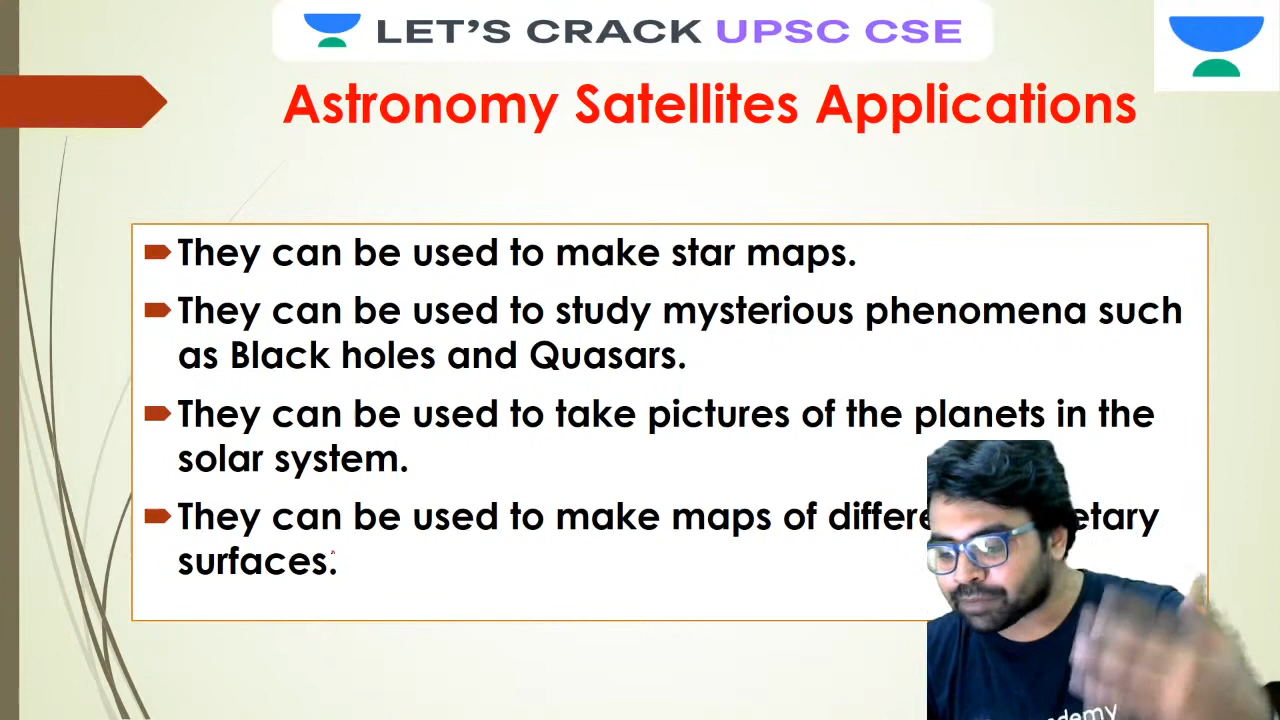 LET'S CRACK UPSC CSE
Astronomy Satellites Applications
They can be used to make star maps.
They can be used to study mysterious phenomena such
as Black holes and Quasars.
They can be used to take pictures of the planets in the
solar system.
They can be used to make maps of
surfaces.